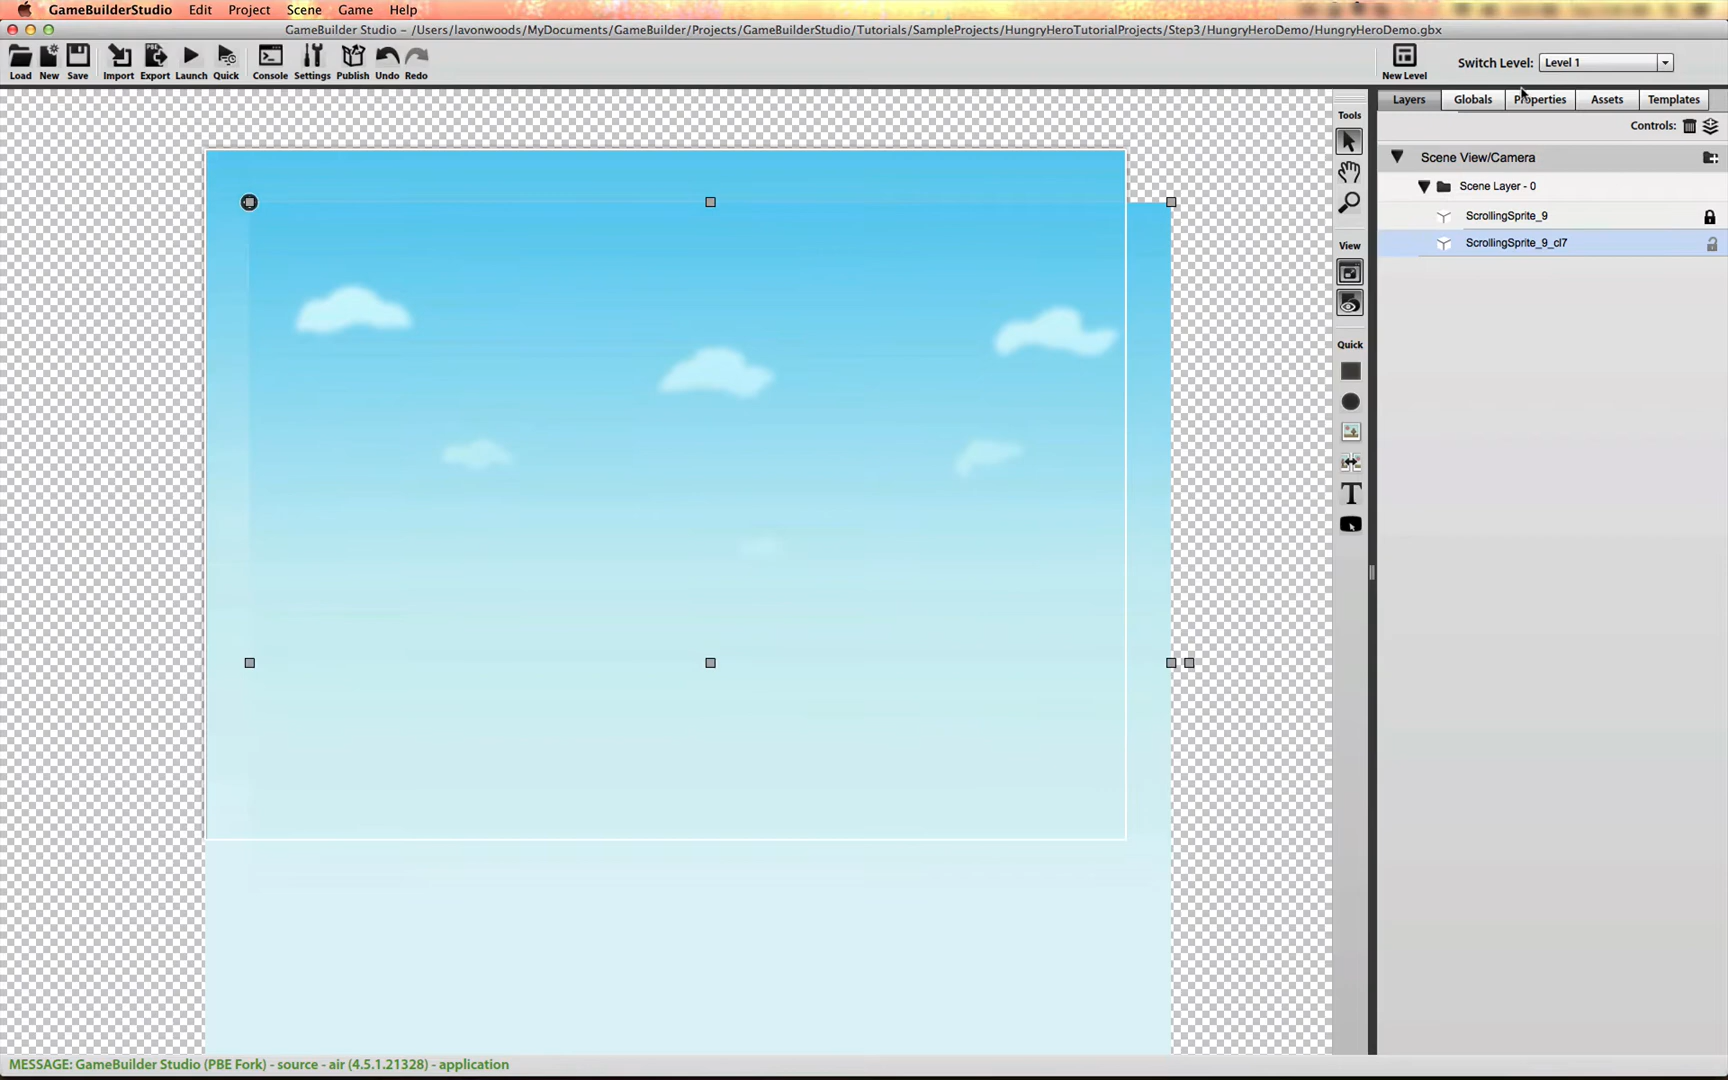 GameBuilderStudio Edit Project Scene Game Help
GameBuilder Studio - /Users/lavonwoods/MyDocuments/GameBuilder/Projects/GameBuilderStudio/Tutorials/SampleProjects/HungryHeroTutorialProjects/Step3/HungryHeroDemo/HungryHeroDemo.gbx
Load New Save Import Export Launch Quick Console Settings Publish Undo Redo
New Level Switch Level: Level 1
Layers Globals Properties Assets Templates
Tools
Controls:
Scene View/Camera
Scene Layer - 0
ScrollingSprite_9
ScrollingSprite_9_cl7
View
Quick
T
MESSAGE: GameBuilder Studio (PBE Fork) - source - air (4.5.1.21328) - application